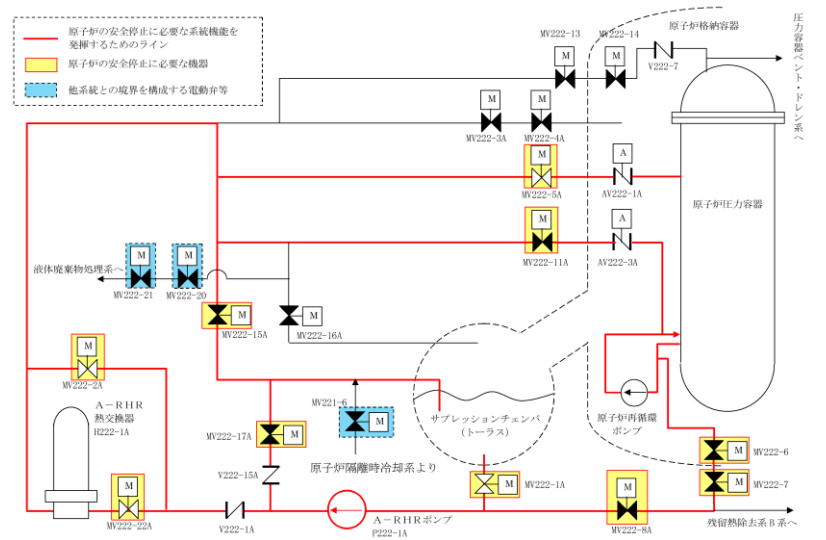 原子炉の安全停止に必要な系統機能を
発揮するためのライン
原子炉の安全停止に必要な機器
他系統との境界を構成する電動弁等
MV222-13
MV222-14
原子炉格納容器
圧力容器ベント・ドレン系へ
M
M
V222-7
M
M
MV222-3A
MV222-4A
M
A
MV222-5A
AV222-1A
原子炉圧力容器
M
A
MV222-11A
AV222-3A
液体廃棄物処理系へ
M
M
MV222-21
MV222-20
M
MV222-15A
M
MV222-16A
M
MV222-2A
A-RHR
熱交換器
H222-1A
M
MV222-17A
MV221-6
M
サプレッションチェンバ
(トーラス)
原子炉再循環
ポンプ
V222-15A
原子炉隔離時冷却系より
M
MV222-6
M
MV222-7
M
MV222-22A
V222-1A
A-RHRポンプ
P222-1A
M
MV222-1A
M
MV222-8A
残留熱除去系B系へ